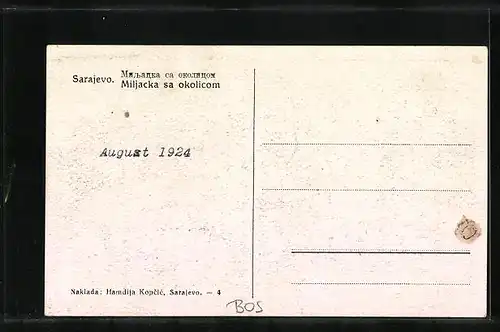 Sarajevo. Миљацка са околицом
Miljacka sa okolicom
August 1924
Naklada: Hamdija Kopčić, Sarajevo. — 4
BOS